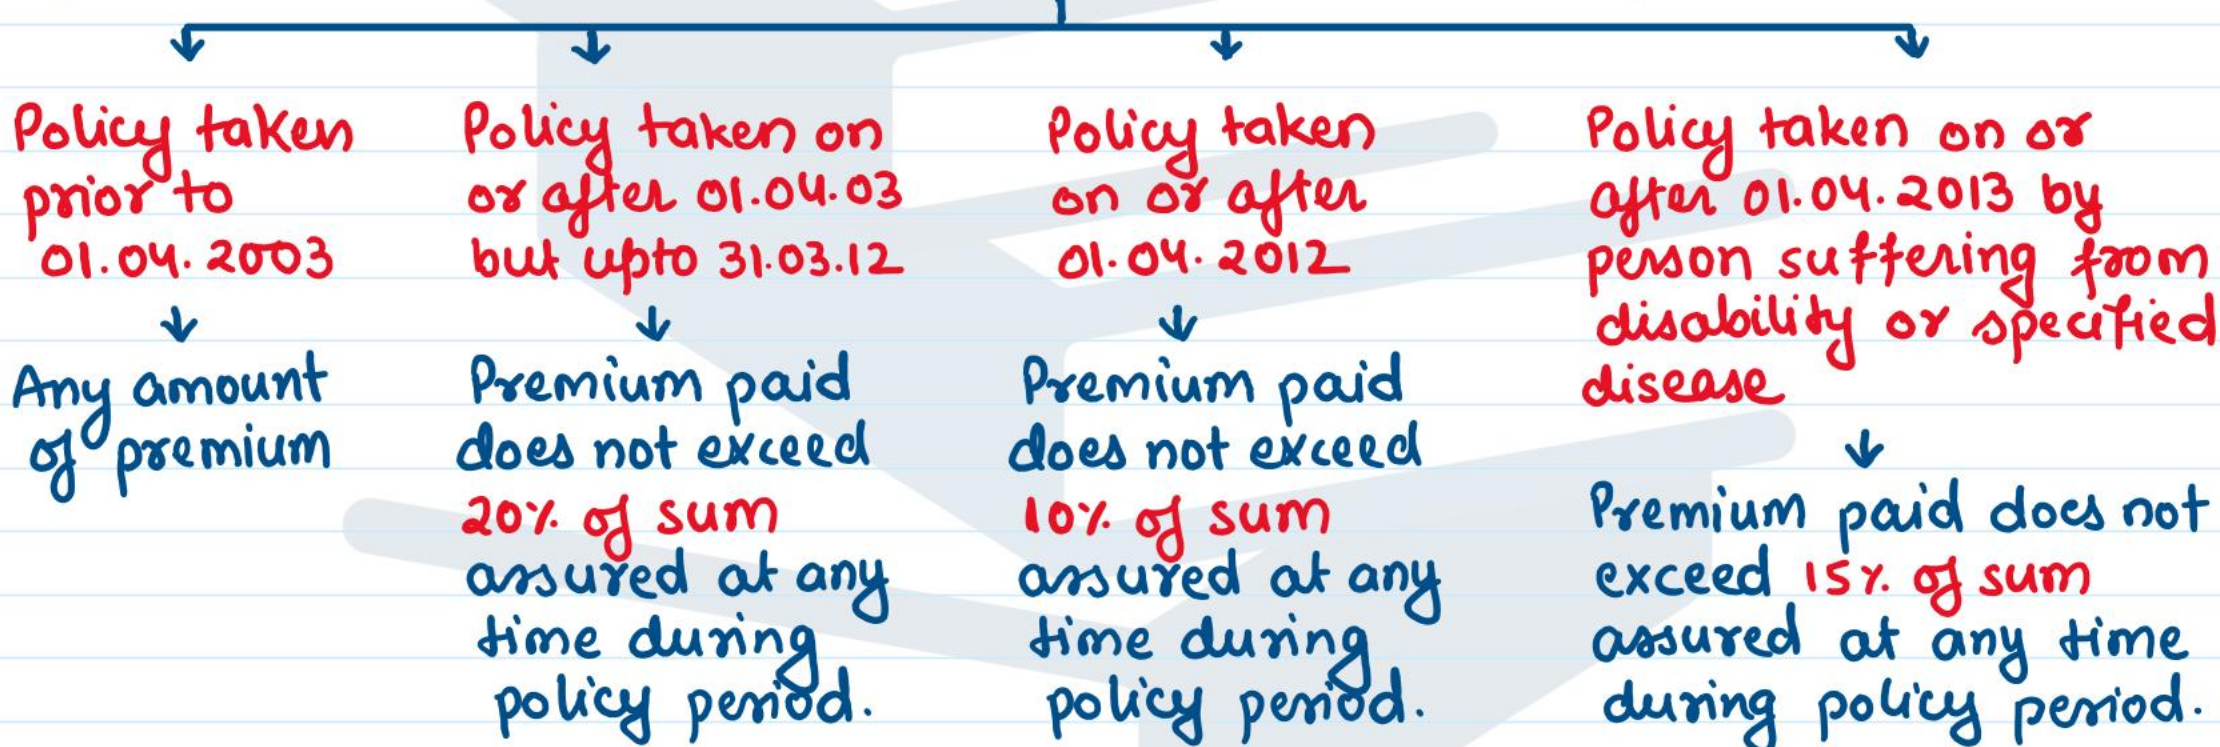 Policy taken
prior to
01.04.2003
Any amount
of premium
Policy taken on
or after 01.04.03
but upto 31.03.12
Premium paid
does not exceed
20% of sum
assured at any
time during
policy period.
Policy taken
on or after
01.04.2012
Premium paid
does not exceed
10% of sum
assured at any
time during
policy period.
Policy taken on or
after 01.04.2013 by
person suffering from
disability or specified
disease
Premium paid does not
exceed 15% of sum
assured at any time
during policy period.